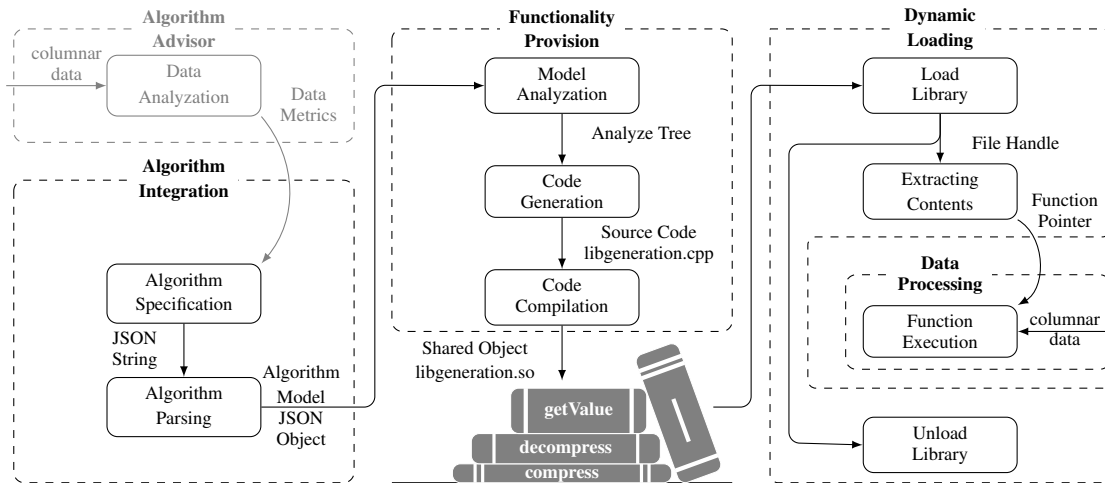 Algorithm
Advisor
columnar
data
Data
Analyzation
Data
Metrics
Algorithm
Integration
Algorithm
Specification
JSON
String
Algorithm
Parsing
Algorithm
Model
JSON
Object
Functionality
Provision
Model
Analyzation
Analyze Tree
Code
Generation
Source Code
libgeneration.cpp
Code
Compilation
Shared Object
libgeneration.so
getValue
decompress
compress
Dynamic
Loading
Load
Library
File Handle
Extracting
Contents
Function
Pointer
Data
Processing
Function
Execution
columnar
data
Unload
Library